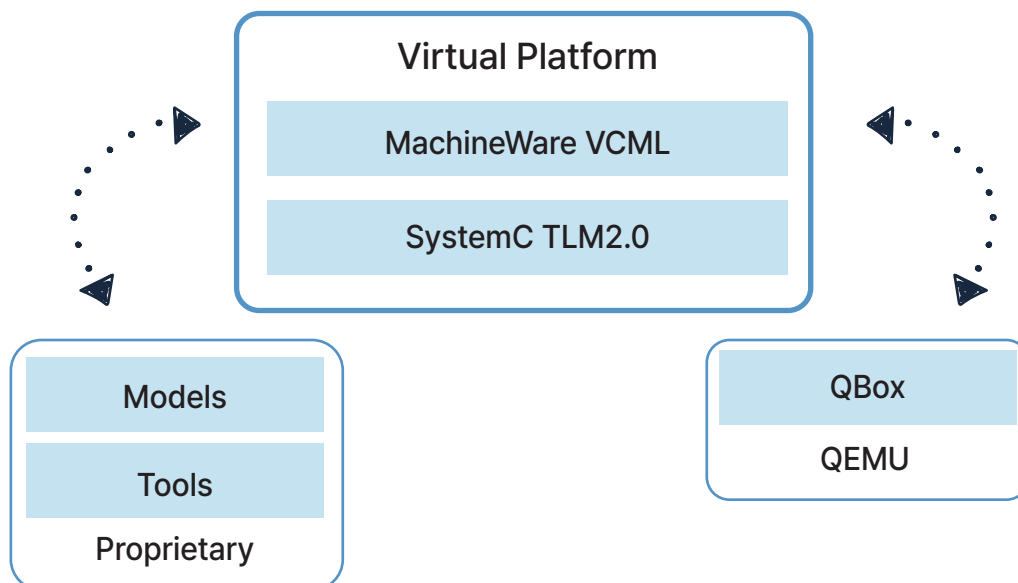 Virtual Platform
MachineWare VCML
SystemC TLM2.0
Models
Tools
Proprietary
QBox
QEMU